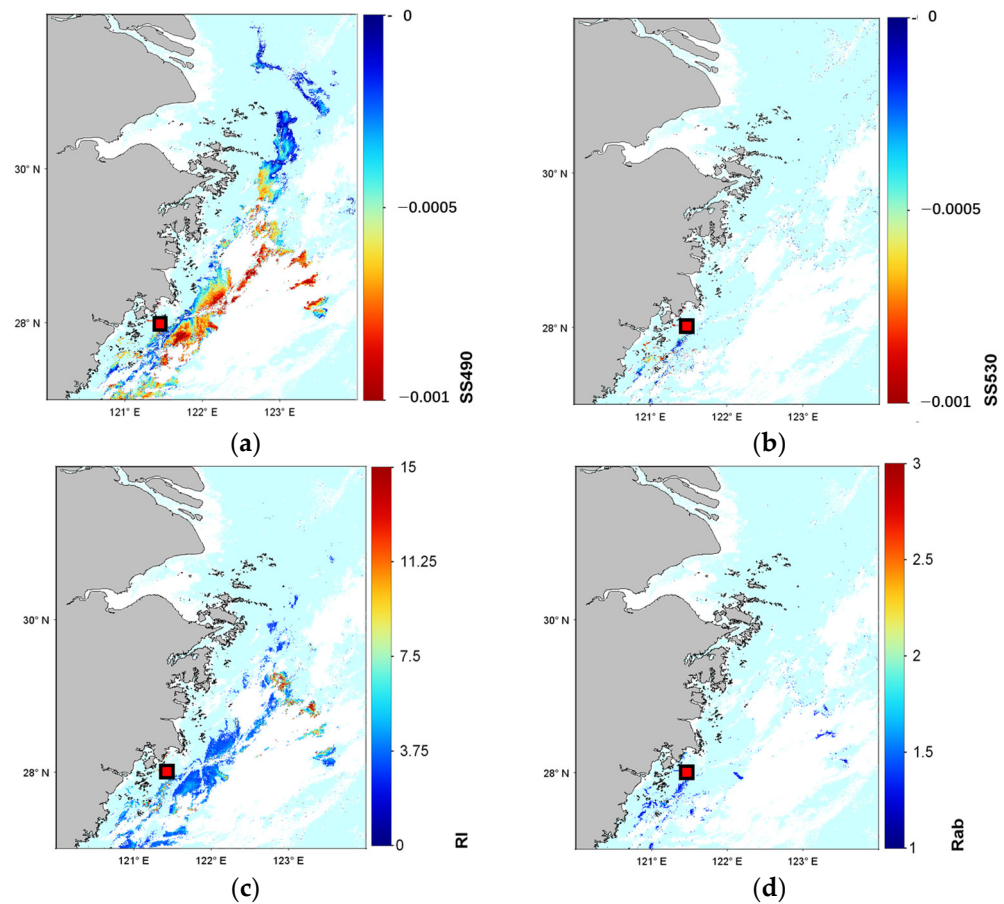 − 0
30° N
−0.0005
28° N
−0.001
SS490
121° E 122° E 123° E
(a)
− 0
30° N
−0.0005
28° N
−0.001
SS530
121° E 122° E 123° E
(b)
15
11.25
30° N
7.5
3.75
28° N
0
RI
121° E 122° E 123° E
(c)
3
2.5
30° N
2
28° N
1.5
1
Rab
121° E 122° E 123° E
(d)